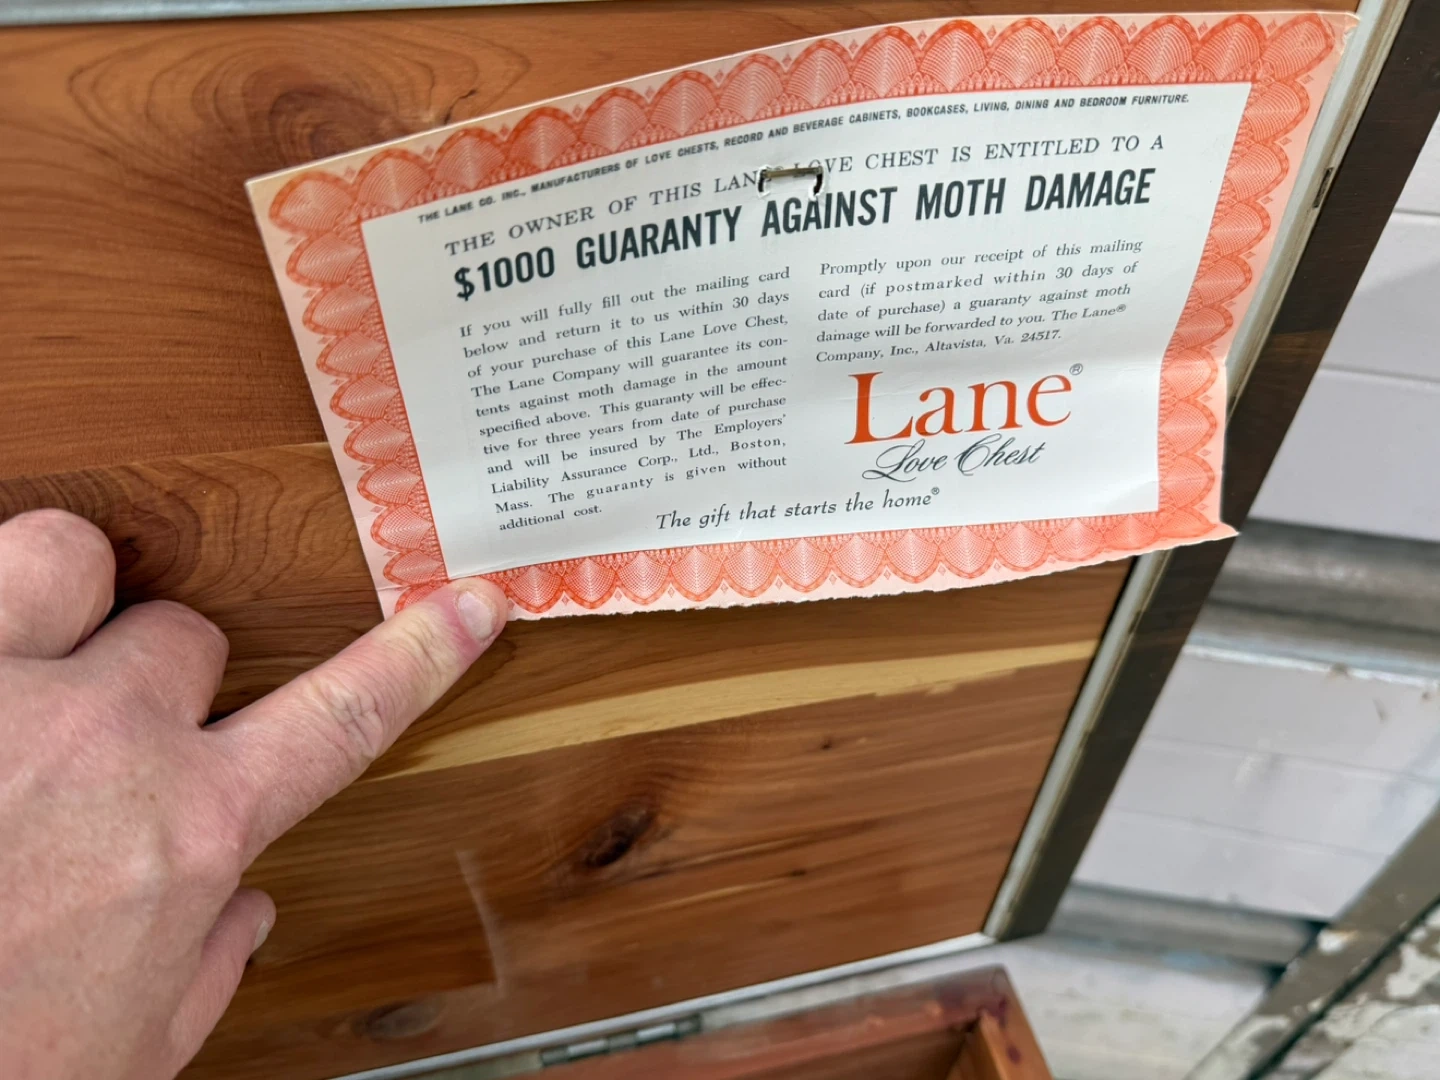 THE LANE CO. INC., MANUFACTURERS OF LOVE CHESTS, RECORD AND BEVERAGE CABINETS, BOOKCASES, LIVING, DINING AND BEDROOM FURNITURE.
THE OWNER OF THIS LANE LOVE CHEST IS ENTITLED TO A
$1000 GUARANTY AGAINST MOTH DAMAGE
If you will fully fill out the mailing card
below and return it to us within 30 days
of your purchase of this Lane Love Chest,
The Lane Company will guarantee its con-
tents against moth damage in the amount
specified above. This guaranty will be effec-
tive for three years from date of purchase
and will be insured by The Employers'
Liability Assurance Corp., Ltd., Boston,
Mass. The guaranty is given without
additional cost.
Promptly upon our receipt of this mailing
card (if postmarked within 30 days of
date of purchase) a guaranty against moth
damage will be forwarded to you. The Lane®
Company, Inc., Altavista, Va. 24517.
Lane®
Love Chest
The gift that starts the home®